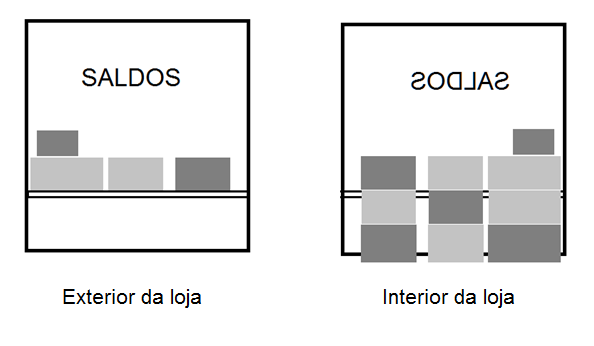 SALDOS
SALDOS
Exterior da loja
Interior da loja